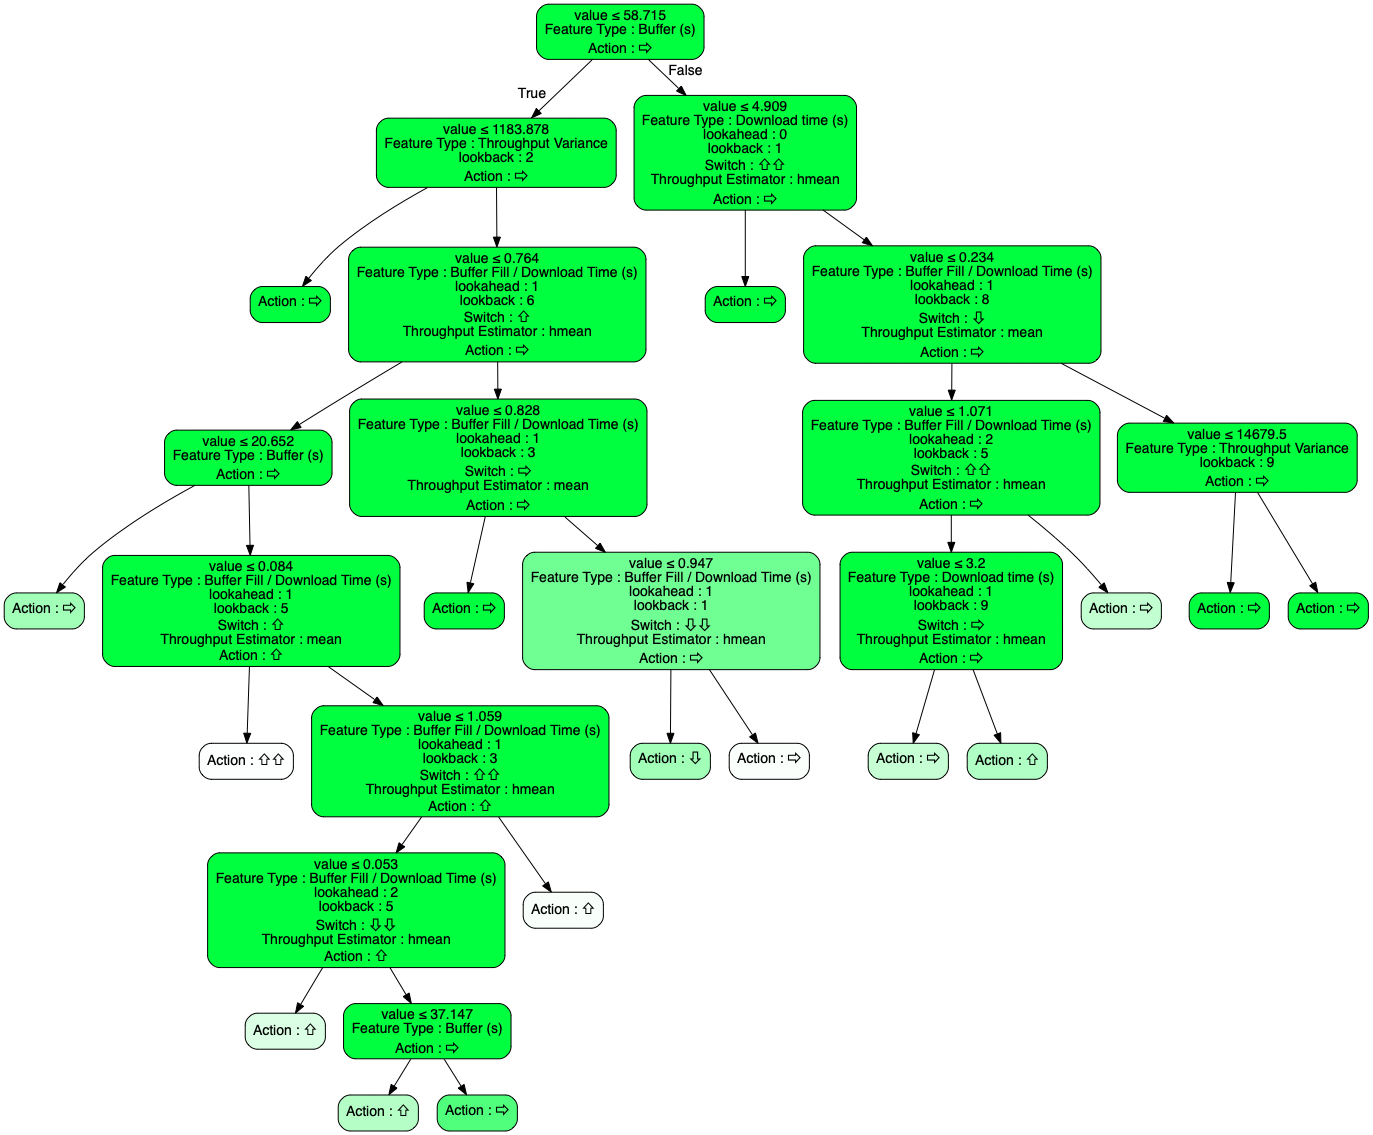 value ≤ 58.715
Feature Type : Buffer (s)
Action : ⇨
True
False
value ≤ 1183.878
Feature Type : Throughput Variance
lookback : 2
Action : ⇨
value ≤ 4.909
Feature Type : Download time (s)
lookahead : 0
lookback : 1
Switch : ⇧⇧
Throughput Estimator : hmean
Action : ⇨
Action : ⇨
value ≤ 0.764
Feature Type : Buffer Fill / Download Time (s)
lookahead : 1
lookback : 6
Switch : ⇧
Throughput Estimator : hmean
Action : ⇨
Action : ⇨
value ≤ 0.234
Feature Type : Buffer Fill / Download Time (s)
lookahead : 1
lookback : 8
Switch : ⇩
Throughput Estimator : mean
Action : ⇨
value ≤ 20.652
Feature Type : Buffer (s)
Action : ⇨
value ≤ 0.828
Feature Type : Buffer Fill / Download Time (s)
lookahead : 1
lookback : 3
Switch : ⇨
Throughput Estimator : mean
Action : ⇨
value ≤ 1.071
Feature Type : Buffer Fill / Download Time (s)
lookahead : 2
lookback : 5
Switch : ⇧⇧
Throughput Estimator : hmean
Action : ⇨
value ≤ 14679.5
Feature Type : Throughput Variance
lookback : 9
Action : ⇨
Action : ⇨
value ≤ 0.084
Feature Type : Buffer Fill / Download Time (s)
lookahead : 1
lookback : 5
Switch : ⇧
Throughput Estimator : mean
Action : ⇧
Action : ⇨
value ≤ 0.947
Feature Type : Buffer Fill / Download Time (s)
lookahead : 1
lookback : 1
Switch : ⇩⇩
Throughput Estimator : hmean
Action : ⇨
value ≤ 3.2
Feature Type : Download time (s)
lookahead : 1
lookback : 9
Switch : ⇨
Throughput Estimator : hmean
Action : ⇨
Action : ⇨
Action : ⇨
Action : ⇨
Action : ⇧⇧
value ≤ 1.059
Feature Type : Buffer Fill / Download Time (s)
lookahead : 1
lookback : 3
Switch : ⇧⇧
Throughput Estimator : hmean
Action : ⇧
Action : ⇩
Action : ⇨
Action : ⇨
Action : ⇧
value ≤ 0.053
Feature Type : Buffer Fill / Download Time (s)
lookahead : 2
lookback : 5
Switch : ⇩⇩
Throughput Estimator : hmean
Action : ⇧
Action : ⇧
Action : ⇧
value ≤ 37.147
Feature Type : Buffer (s)
Action : ⇨
Action : ⇧
Action : ⇨